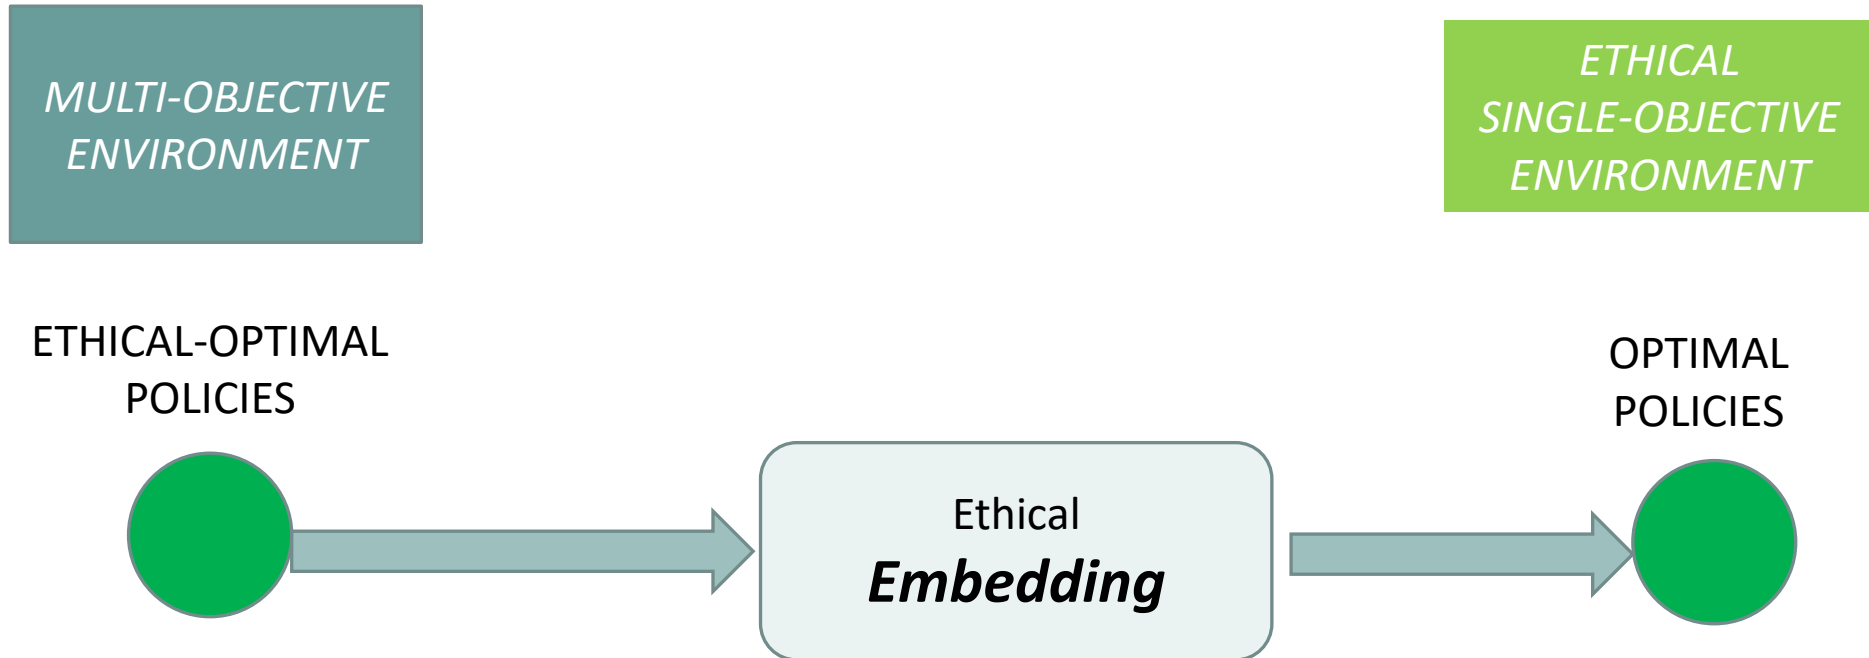 MULTI-OBJECTIVE
ENVIRONMENT
ETHICAL
SINGLE-OBJECTIVE
ENVIRONMENT
ETHICAL-OPTIMAL
POLICIES
OPTIMAL
POLICIES
Ethical
Embedding